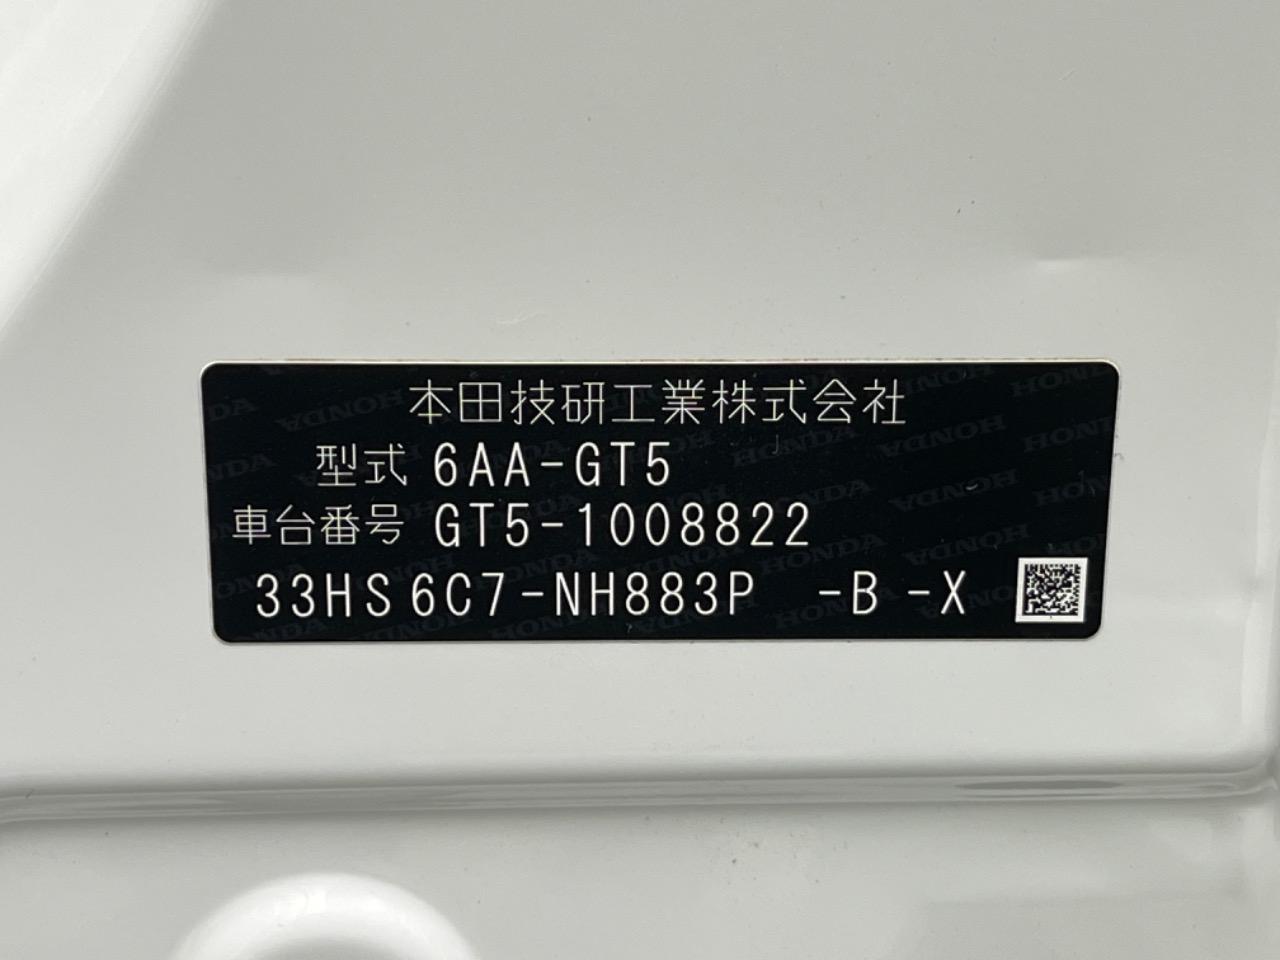 本田技研工業株式会社
型式 6AA-GT5
車台番号 GT5-1008822
33HS6C7-NH883P -B -X